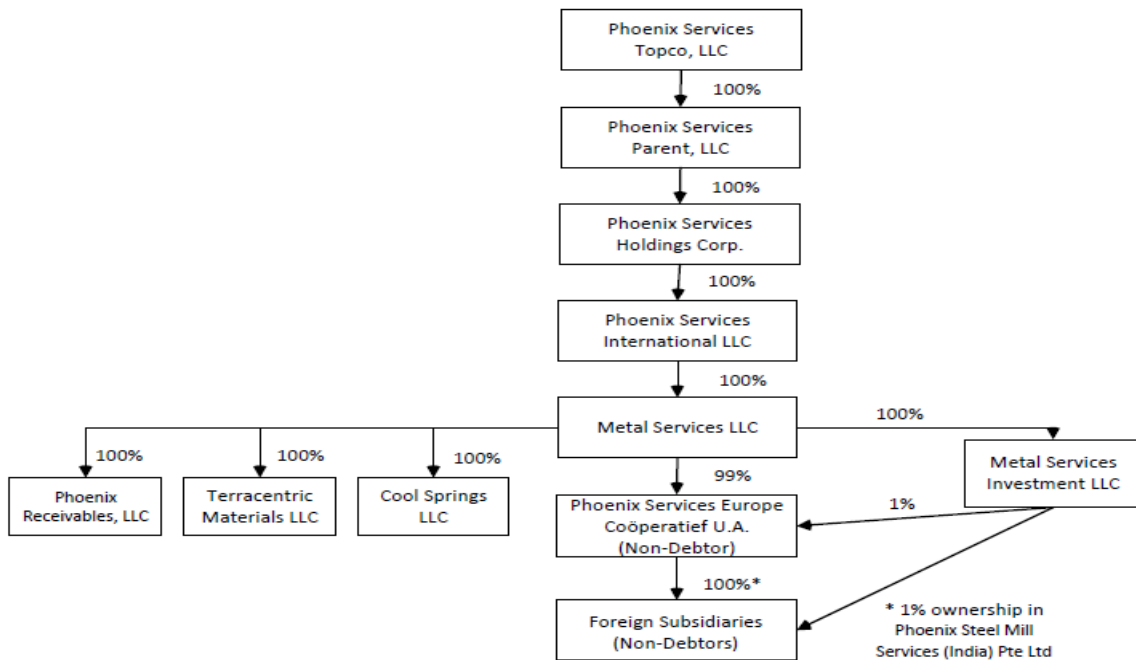 Phoenix Services
Topco, LLC
100%
Phoenix Services
Parent, LLC
100%
Phoenix Services
Holdings Corp.
100%
Phoenix Services
International LLC
100%
Metal Services LLC
100%
100%
100%
100%
99%
Phoenix
Receivables, LLC
Terracentric
Materials LLC
Cool Springs
LLC
Phoenix Services Europe
Coöperatief U.A.
(Non-Debtor)
1%
Metal Services
Investment LLC
100%*
Foreign Subsidiaries
(Non-Debtors)
* 1% ownership in
Phoenix Steel Mill
Services (India) Pte Ltd